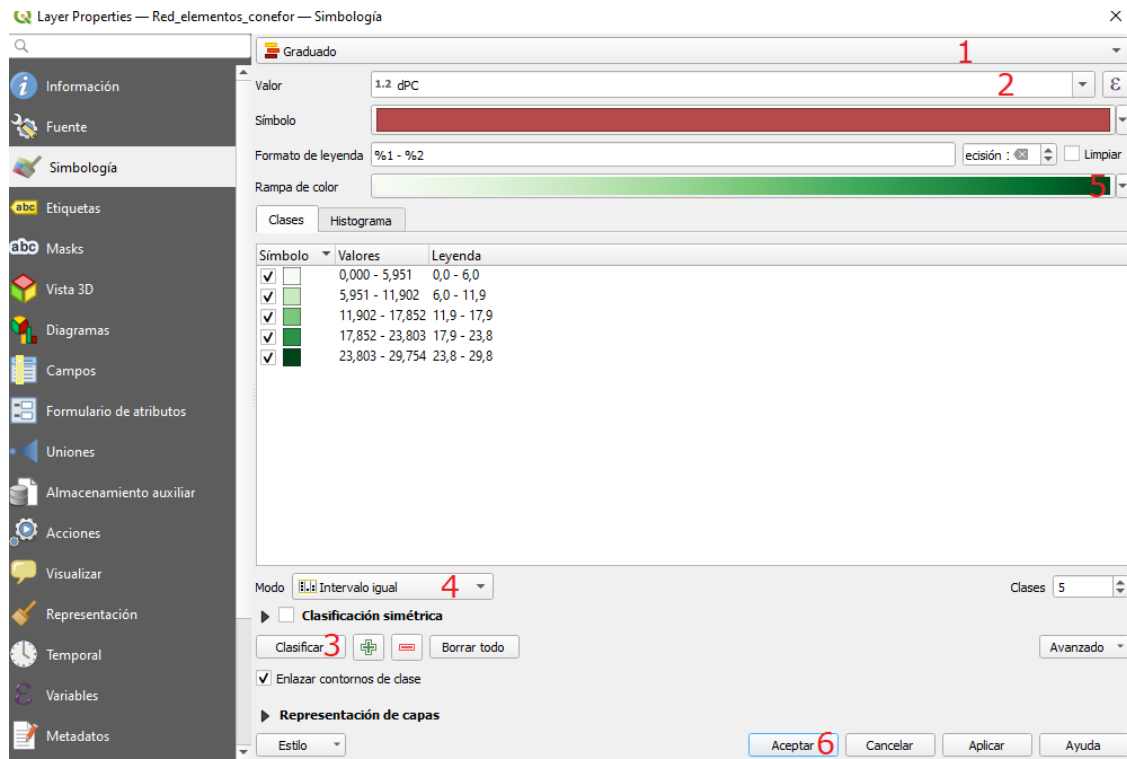 Layer Properties — Red_elementos_conefor — Simbología
Graduado 1
Información
Fuente
Simbología
Etiquetas
Masks
Vista 3D
Diagramas
Campos
Formulario de atributos
Uniones
Almacenamiento auxiliar
Acciones
Visualizar
Representación
Temporal
Variables
Metadatos
Valor 1.2 dPC 2 ε
Símbolo
Formato de leyenda %1 - %2 ecisión : Limpiar
Rampa de color 5
Clases Histograma
Símbolo Valores Leyenda
0,000 - 5,951 0,0 - 6,0
5,951 - 11,902 6,0 - 11,9
11,902 - 17,852 11,9 - 17,9
17,852 - 23,803 17,9 - 23,8
23,803 - 29,754 23,8 - 29,8
Modo Intervalo igual 4 Clases 5
Clasificación simétrica
Clasificar 3 Borrar todo Avanzado
Enlazar contornos de clase
Representación de capas
Estilo Aceptar 6 Cancelar Aplicar Ayuda